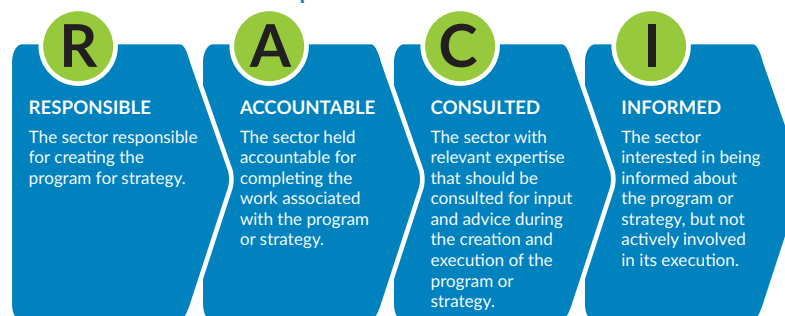 R
RESPONSIBLE
The sector responsible
for creating the
program for strategy.
A
ACCOUNTABLE
The sector held
accountable for
completing the
work associated
with the program
or strategy.
C
CONSULTED
The sector with
relevant expertise
that should be
consulted for input
and advice during
the creation and
execution of the
program or
strategy.
I
INFORMED
The sector
interested in being
informed about
the program or
strategy, but not
actively involved
in its execution.